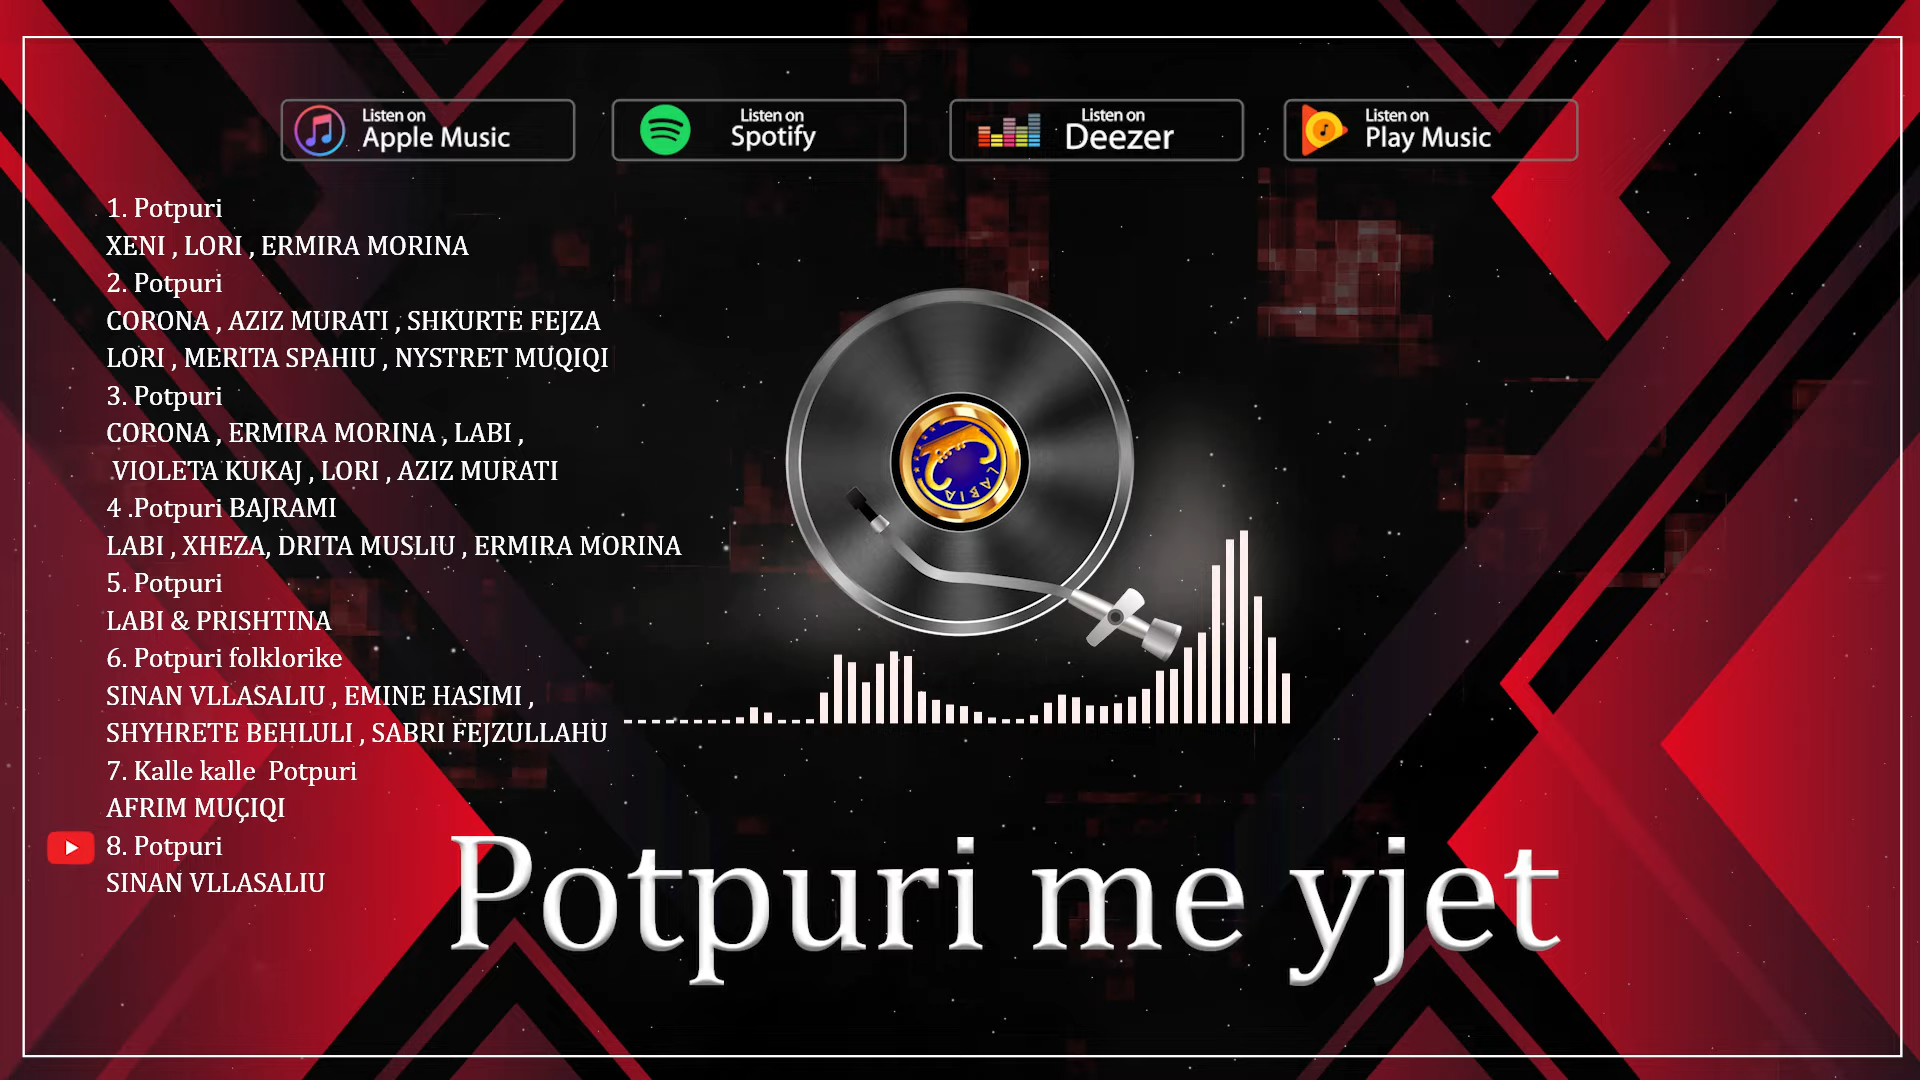 Listen on
Apple Music
Listen on
Spotify
Listen on
Deezer
Listen on
Play Music
1. Potpuri
XENI , LORI , ERMIRA MORINA
2. Potpuri
CORONA , AZIZ MURATI , SHKURTE FEJZA
LORI , MERITA SPAHIU , NYSTRET MUQIQI
3. Potpuri
CORONA , ERMIRA MORINA , LABI ,
VIOLETA KUKAJ , LORI , AZIZ MURATI
4 .Potpuri BAJRAMI
LABI , XHEZA, DRITA MUSLIU , ERMIRA MORINA
5. Potpuri
LABI & PRISHTINA
6. Potpuri folklorike
SINAN VLLASALIU , EMINE HASIMI ,
SHYHRETE BEHLULI , SABRI FEJZULLAHU
7. Kalle kalle  Potpuri
AFRIM MUÇIQI
8. Potpuri
SINAN VLLASALIU
LABIA
Potpuri me yjet